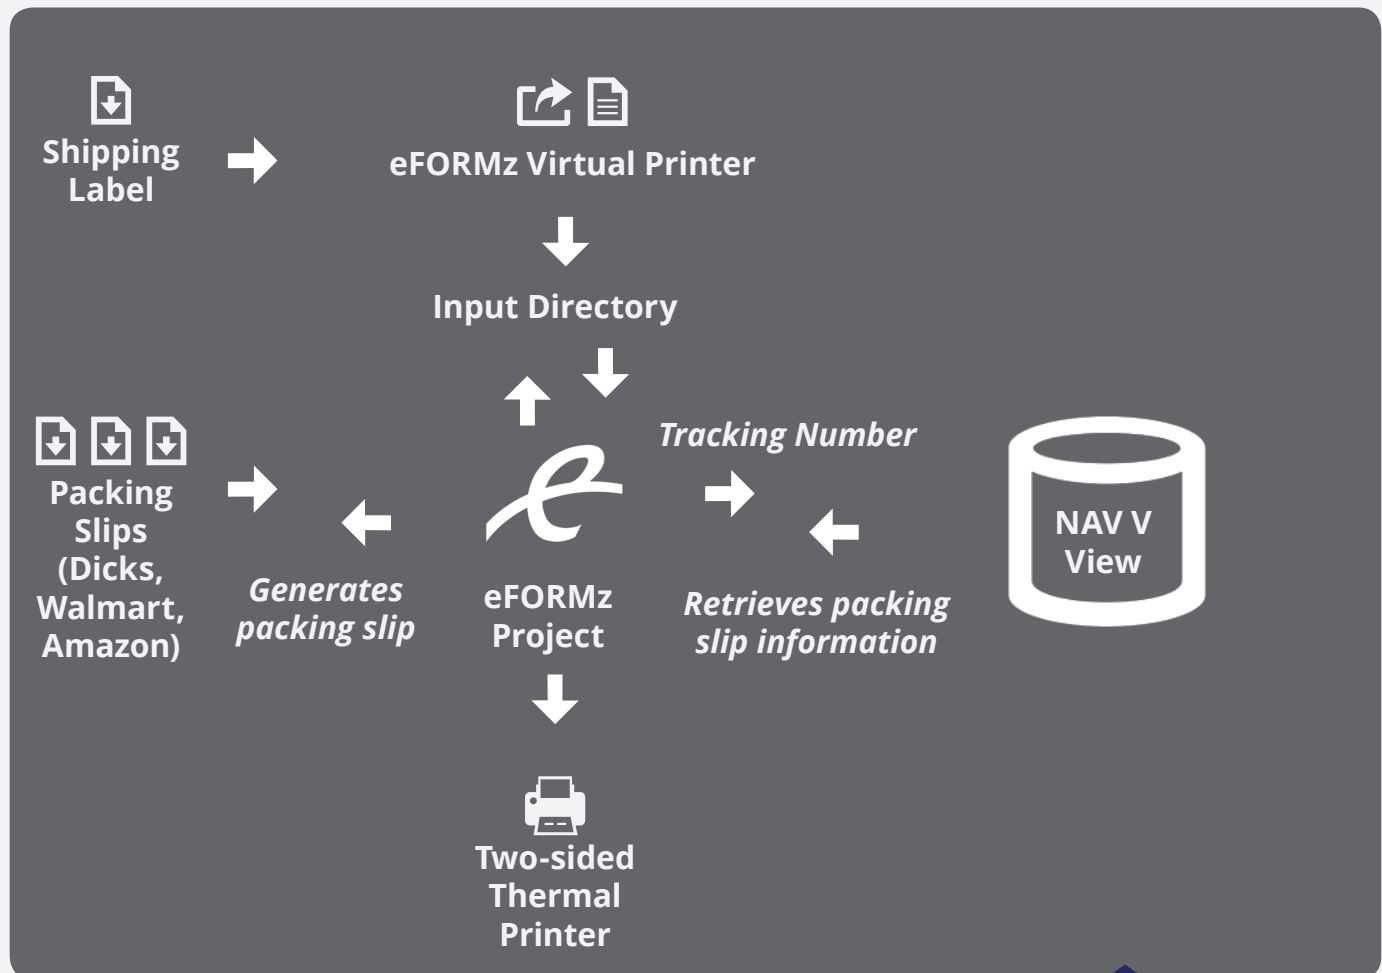 Shipping
Label
eFORMz Virtual Printer
Input Directory
Tracking Number
Packing
Slips
(Dicks,
Walmart,
Amazon)
Generates
packing slip
eFORMz
Project
Retrieves packing
slip information
NAV V
View
Two-sided
Thermal
Printer